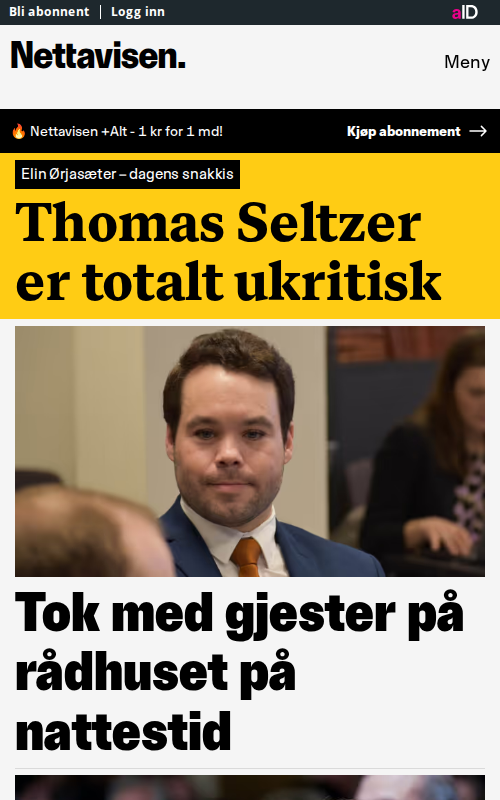 Bli abonnent | Logg inn
aID
Nettavisen.
Meny
🔥 Nettavisen +Alt - 1 kr for 1 md!
Kjøp abonnement →
Elin Ørjasæter – dagens snakkis
Thomas Seltzer
er totalt ukritisk
Tok med gjester på
rådhuset på
nattestid